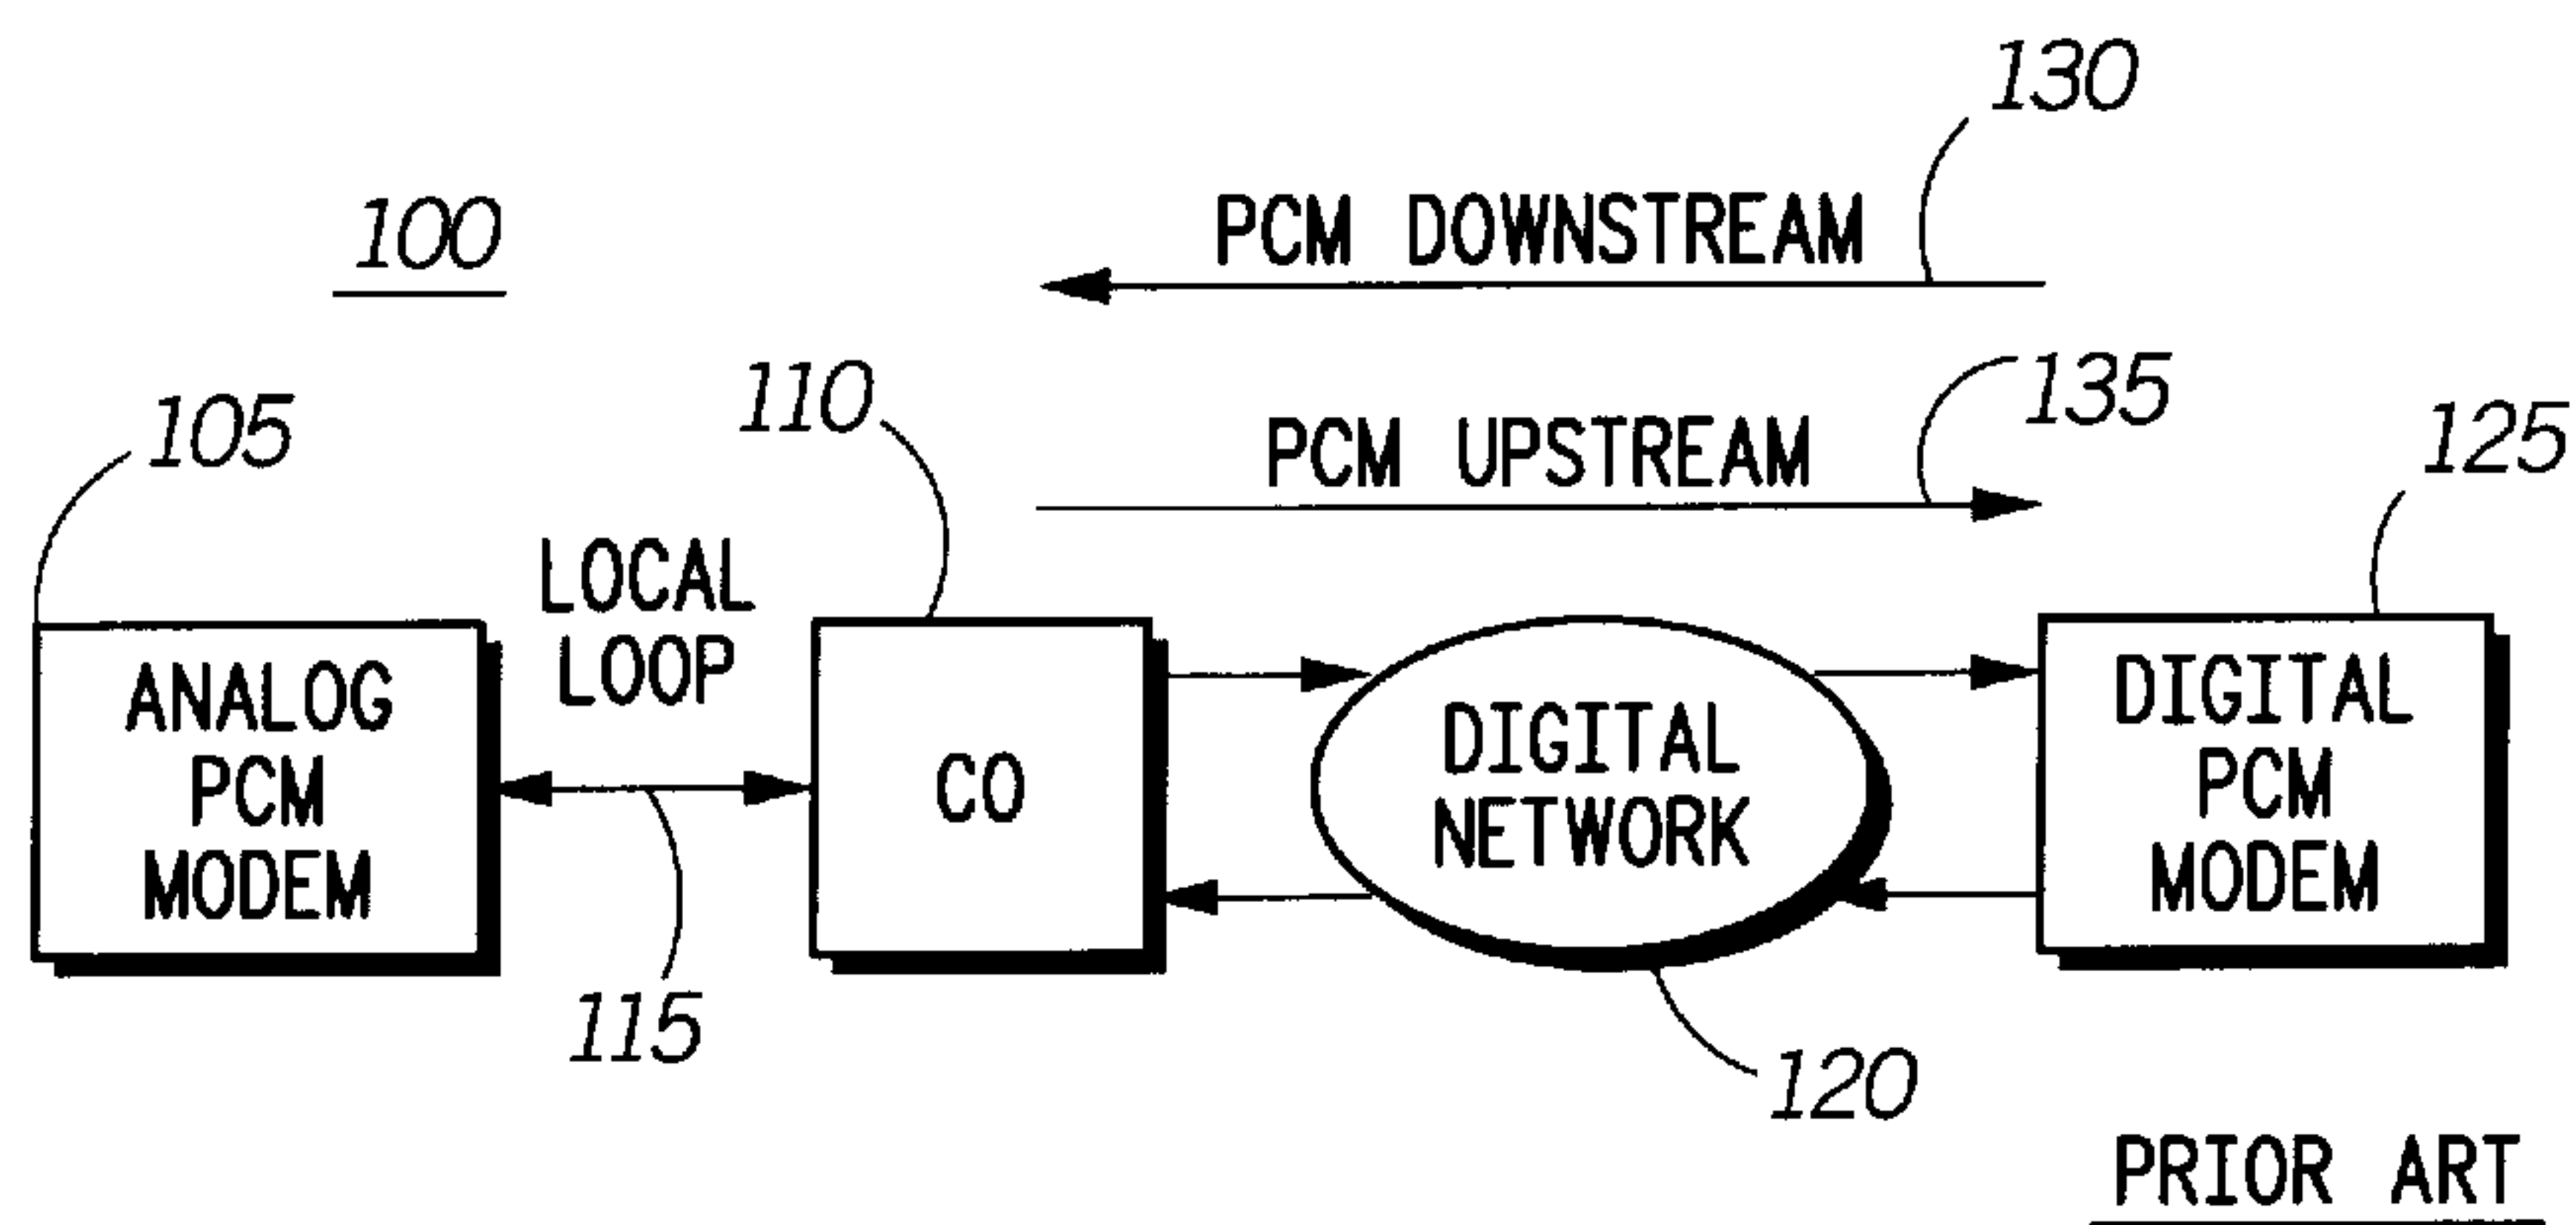 130
PCM DOWNSTREAM
100
135
110
PCM UPSTREAM
105
125
LOCAL
LOOP
ANALOG
PCM
MODEM
CO
DIGITAL
NETWORK
DIGITAL
PCM
MODEM
115
120
PRIOR ART